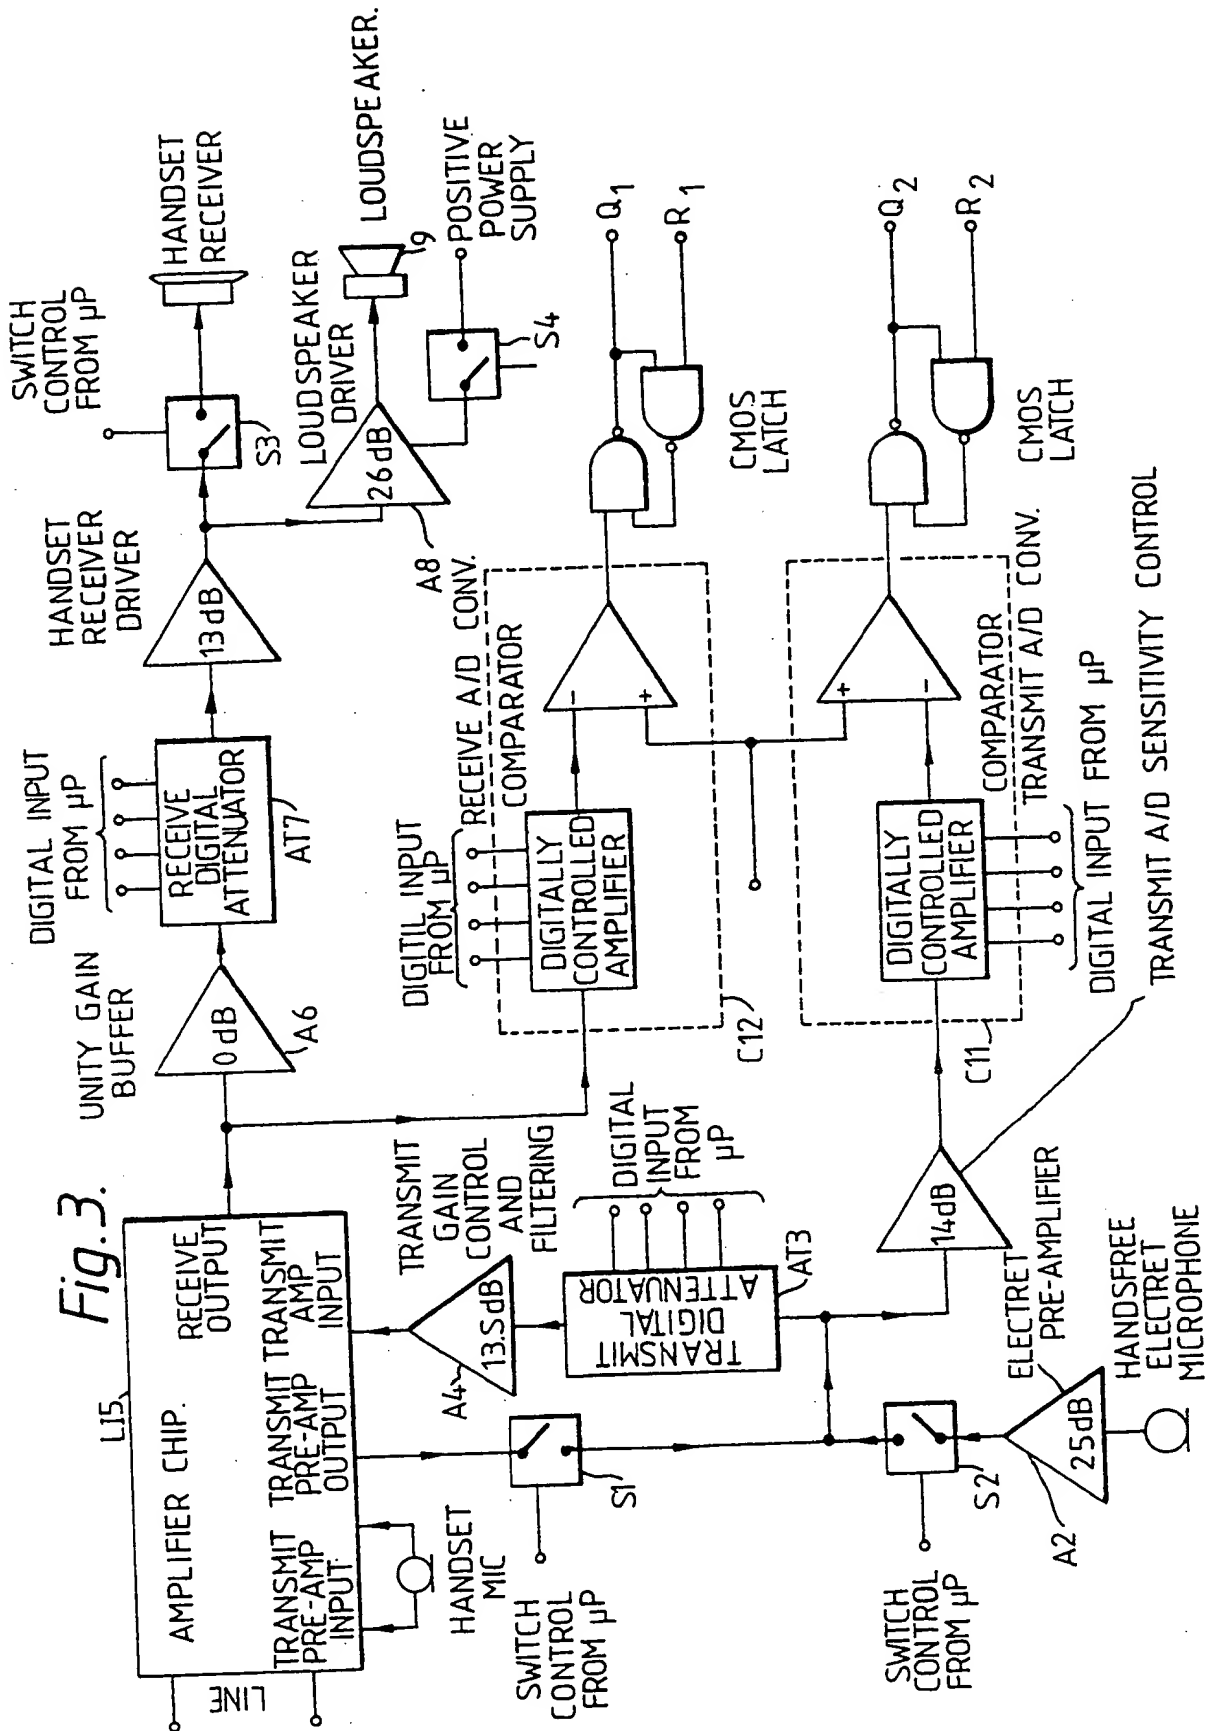 Fig. 3.
LI5
AMPLIFIER CHIP.
LINE
RECEIVE
OUTPUT
TRANSMIT
AMP
INPUT
TRANSMIT
PRE-AMP
OUTPUT
TRANSMIT
PRE-AMP
INPUT
HANDSET
MIC
UNITY GAIN
BUFFER
0dB
A6
DIGITAL INPUT
FROM µP
RECEIVE
DIGITAL
ATTENUATOR
AT7
HANDSET
RECEIVER
DRIVER
13dB
SWITCH
CONTROL
FROM µP
S3
HANDSET
RECEIVER
LOUDSPEAKER
DRIVER
26dB
A8
LOUDSPEAKER.
9
POSITIVE
POWER
SUPPLY
S4
TRANSMIT
GAIN
CONTROL
AND
FILTERING
A4
13.5dB
TRANSMIT
DIGITAL
ATTENUATOR
AT3
DIGITAL
INPUT
FROM
µP
DIGITIL INPUT
FROM µP
RECEIVE A/D CONV.
COMPARATOR
DIGITALLY
CONTROLLED
AMPLIFIER
-
+
C12
CMOS
LATCH
Q1
R1
SWITCH
CONTROL
FROM µP
S1
SWITCH
CONTROL
FROM µP
S2
A2
25dB
ELECTRET
PRE-AMPLIFIER
HANDSFREE
ELECTRET
MICROPHONE
14dB
C11
DIGITALLY
CONTROLLED
AMPLIFIER
+
-
COMPARATOR
TRANSMIT A/D CONV.
DIGITAL INPUT FROM µP
TRANSMIT A/D SENSITIVITY CONTROL
CMOS
LATCH
Q2
R2